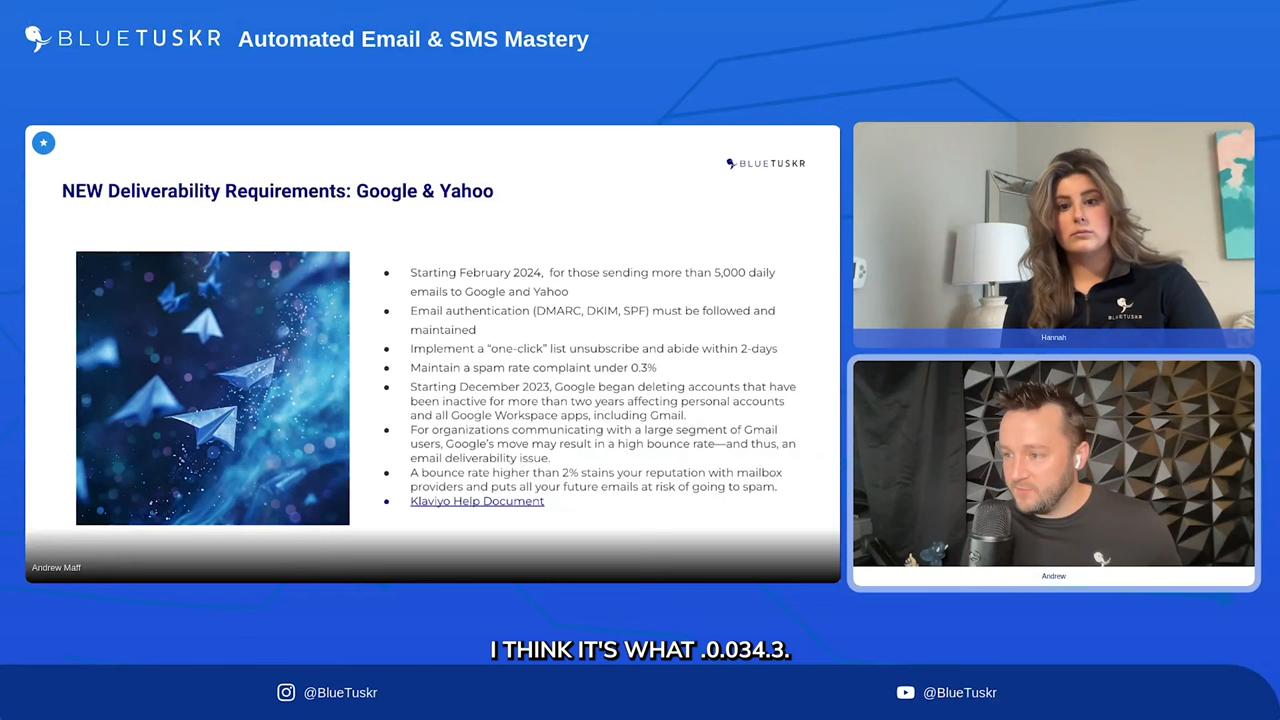 BLUETUSKR Automated Email & SMS Mastery
BLUETUSKR
NEW Deliverability Requirements: Google & Yahoo
• Starting February 2024, for those sending more than 5,000 daily
emails to Google and Yahoo
• Email authentication (DMARC, DKIM, SPF) must be followed and
maintained
• Implement a “one-click” list unsubscribe and abide within 2-days
• Maintain a spam rate complaint under 0.3%
• Starting December 2023, Google began deleting accounts that have
been inactive for more than two years affecting personal accounts
and all Google Workspace apps, including Gmail.
• For organizations communicating with a large segment of Gmail
users, Google’s move may result in a high bounce rate—and thus, an
email deliverability issue.
• A bounce rate higher than 2% stains your reputation with mailbox
providers and puts all your future emails at risk of going to spam.
• Klaviyo Help Document
Andrew Maff
BLUETUSKR
Hannah
Andrew
I THINK IT'S WHAT .0.034.3.
@BlueTuskr
@BlueTuskr